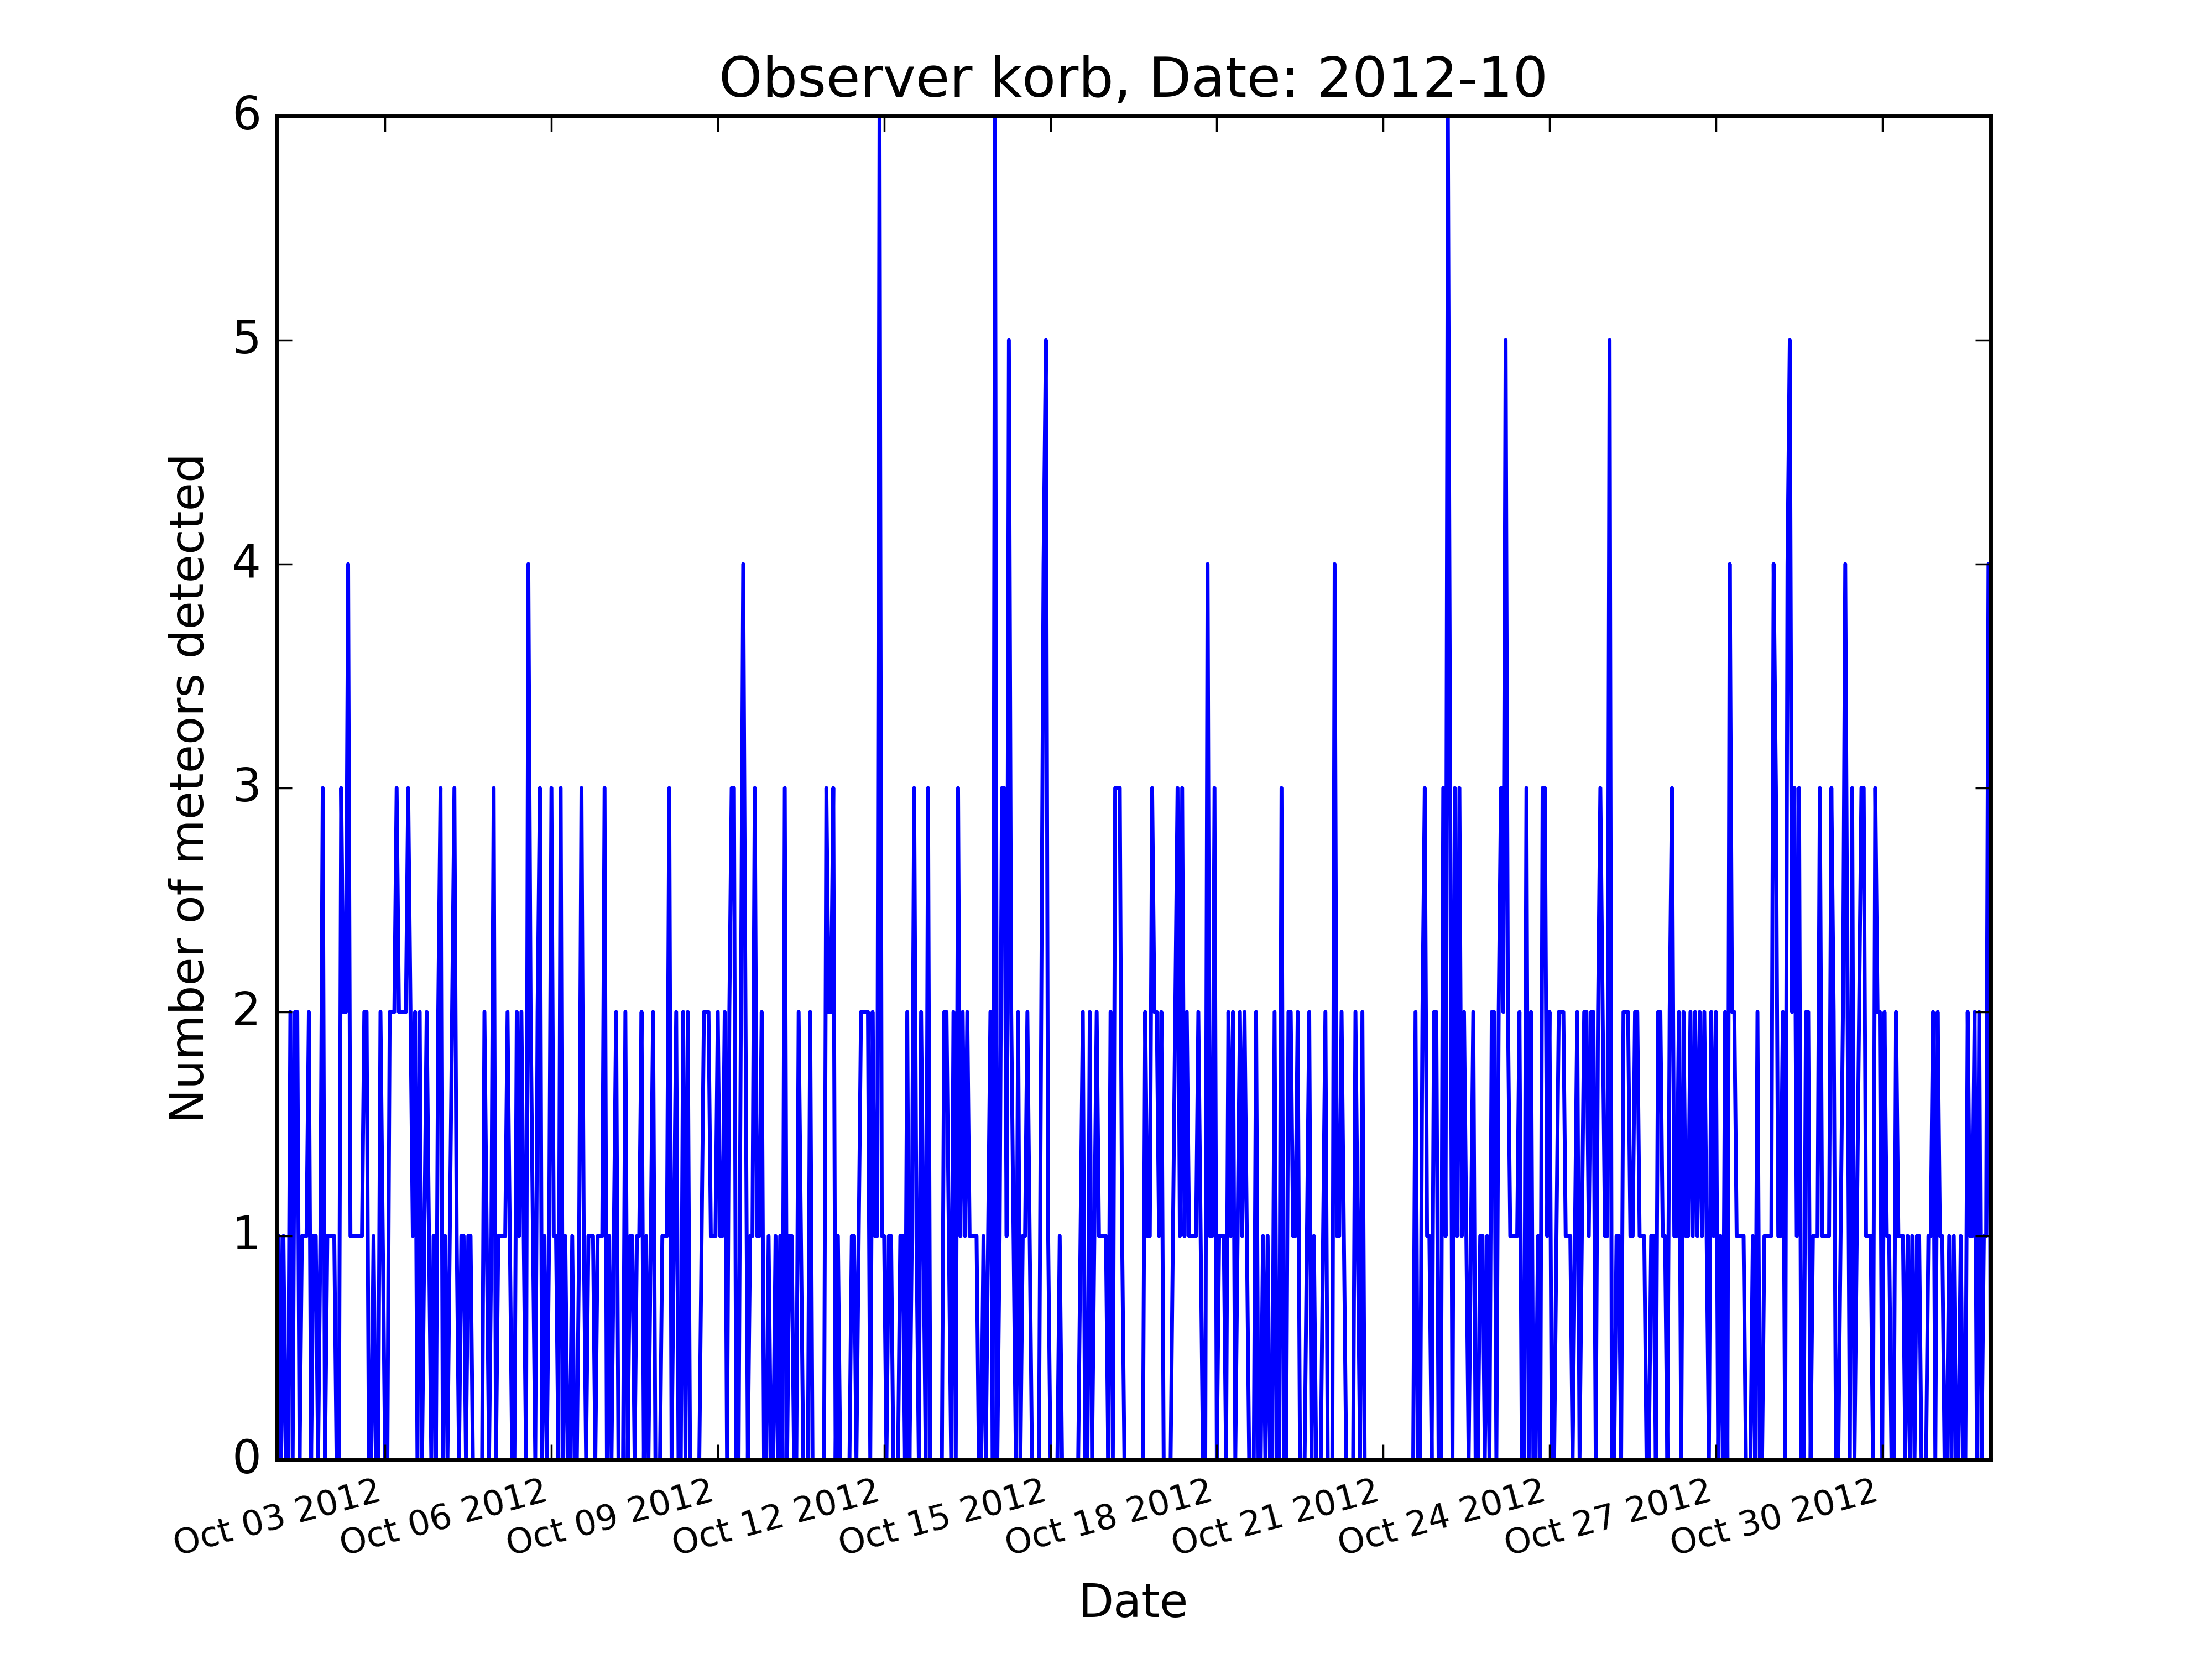 Observer korb, Date: 2012-10
6
5
4
3
2
1
0
Number of meteors detected
Oct 03 2012
Oct 06 2012
Oct 09 2012
Oct 12 2012
Oct 15 2012
Oct 18 2012
Oct 21 2012
Oct 24 2012
Oct 27 2012
Oct 30 2012
Date